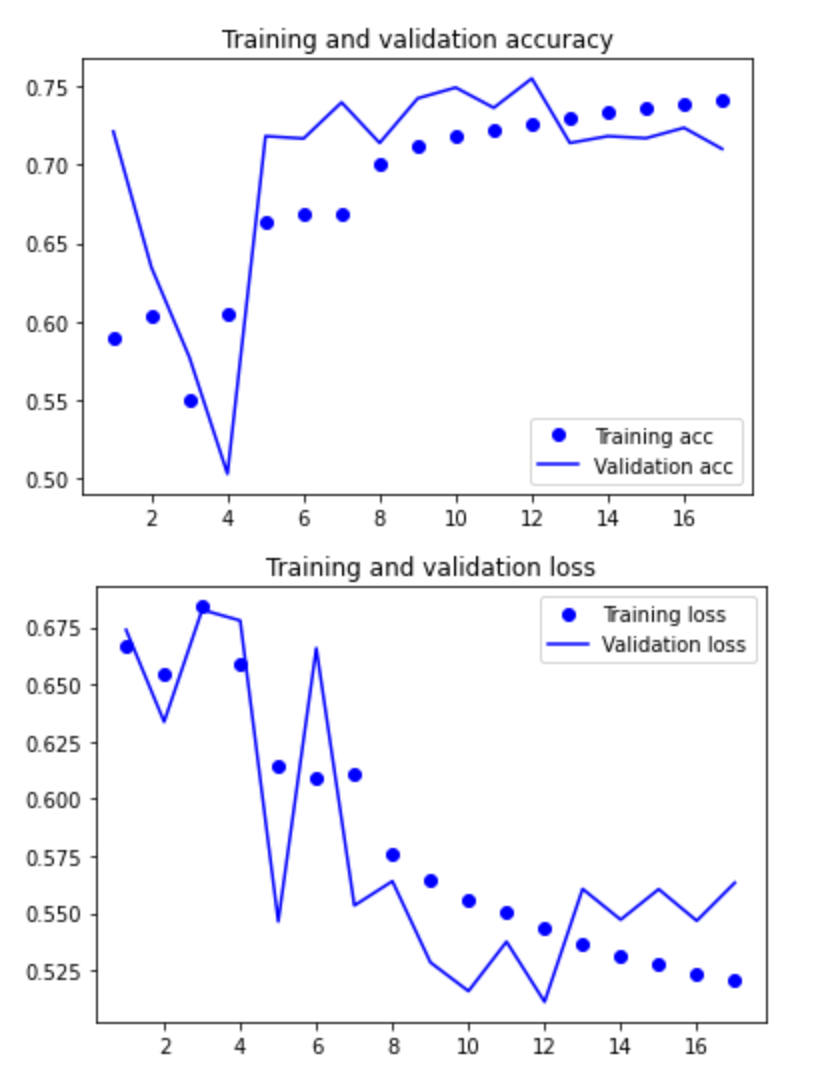 Training and validation accuracy
0.75
0.70
0.65
0.60
0.55
0.50
Training acc
Validation acc
2 4 6 8 10 12 14 16
Training and validation loss
0.675
0.650
0.625
0.600
0.575
0.550
0.525
Training loss
Validation loss
2 4 6 8 10 12 14 16